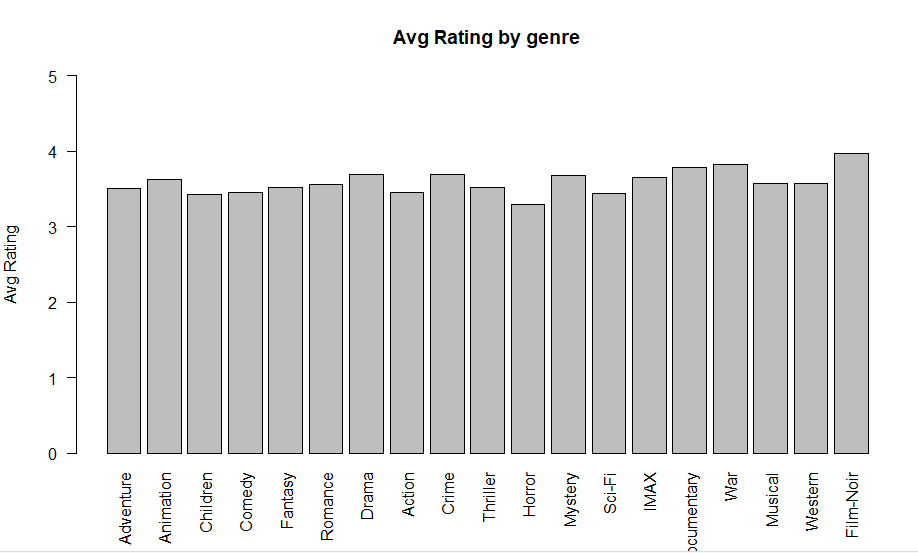 Avg Rating by genre
Avg Rating
5
4
3
2
1
0
Adventure
Animation
Children
Comedy
Fantasy
Romance
Drama
Action
Crime
Thriller
Horror
Mystery
Sci-Fi
IMAX
ocumentary
War
Musical
Western
Film-Noir